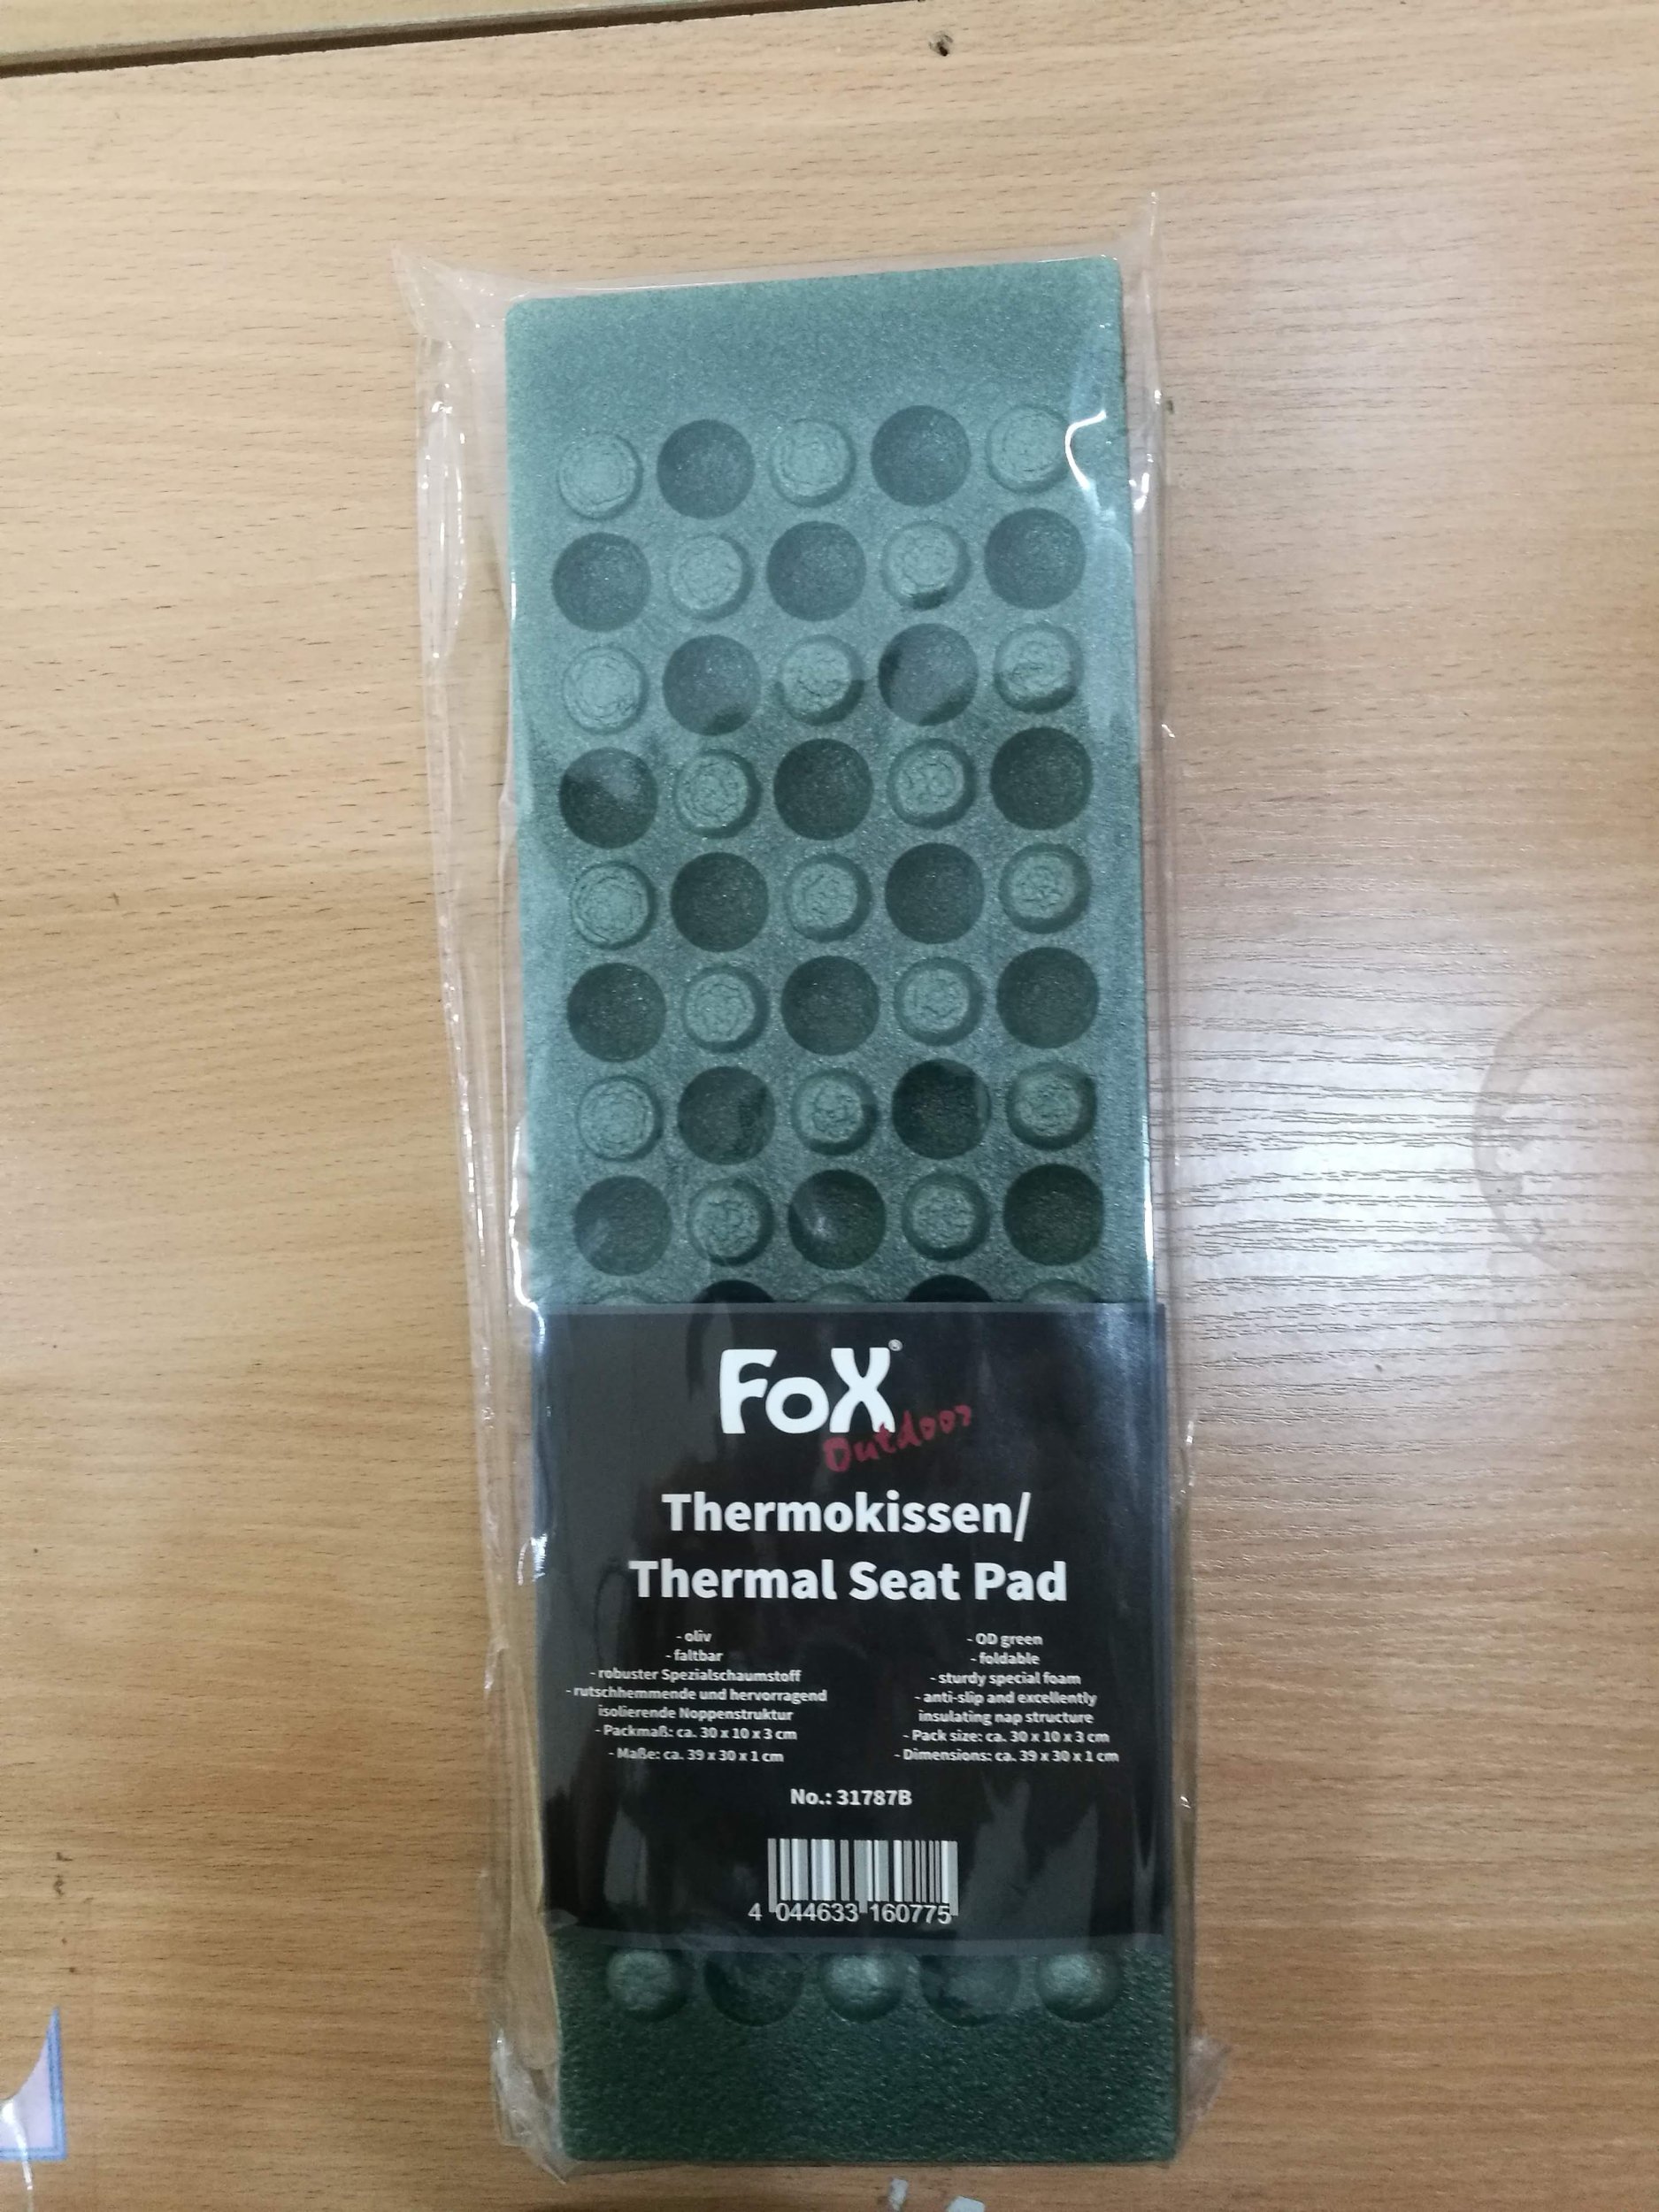 FoX®
Outdoor
Thermokissen/
Thermal Seat Pad
- oliv
- faltbar
- robuster Spezialschaumstoff
- rutschhemmende und hervorragend
isolierende Noppenstruktur
- Packmaß: ca. 30 x 10 x 3 cm
- Maße: ca. 39 x 30 x 1 cm
- OD green
- foldable
- sturdy special foam
- anti-slip and excellently
insulating nap structure
- Pack size: ca. 30 x 10 x 3 cm
- Dimensions: ca. 39 x 30 x 1 cm
No.: 31787B
4 044633 160775